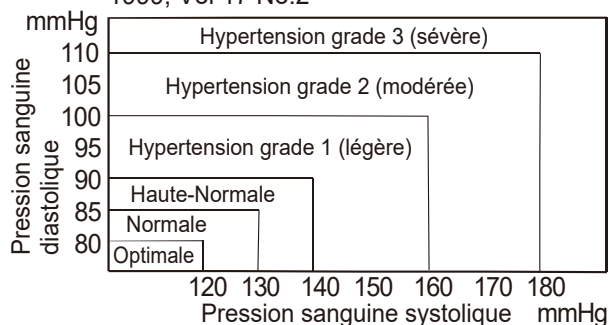 mmHg
110
105
100
95
90
85
80
Pression sanguine
diastolique
Hypertension grade 3 (sévère)
Hypertension grade 2 (modérée)
Hypertension grade 1 (légère)
Haute-Normale
Normale
Optimale
120 130 140 150 160 170 180
Pression sanguine systolique mmHg